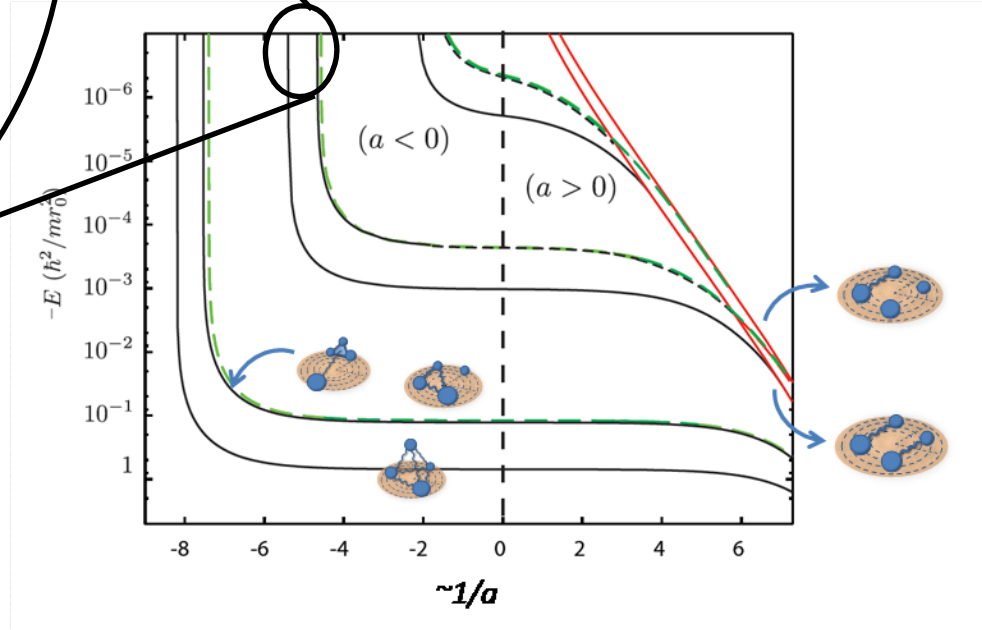 10⁻⁶
10⁻⁵
10⁻⁴
10⁻³
10⁻²
10⁻¹
1
−E (ħ²/mr₀²)
(a < 0)
(a > 0)
-8 -6 -4 -2 0 2 4 6
~1/a